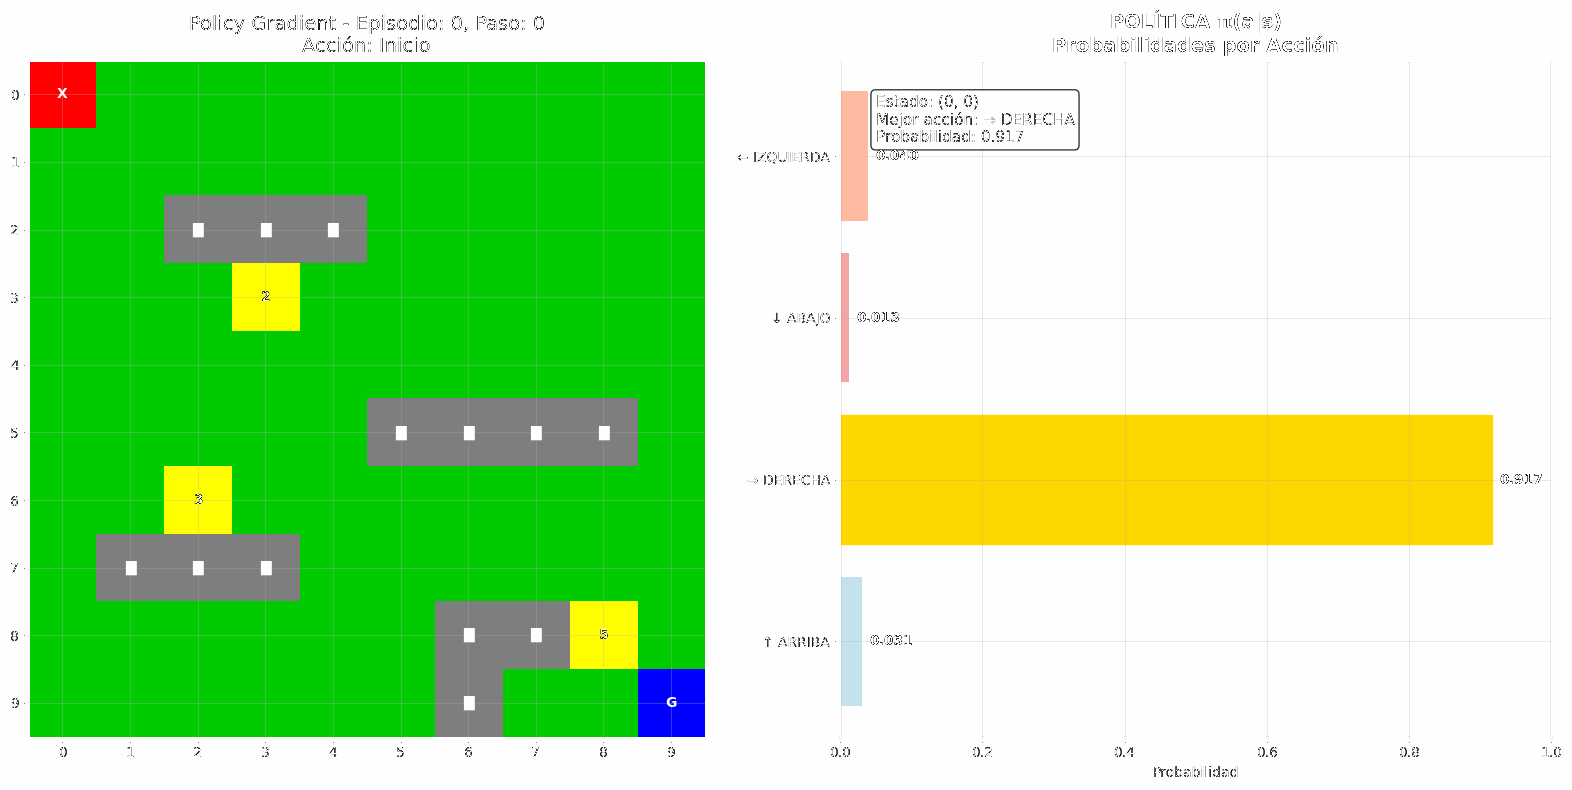 Policy Gradient - Episodio: 0, Paso: 0
Acción: Inicio
X
2
3
5
G
0
1
2
3
4
5
6
7
8
9
0 1 2 3 4 5 6 7 8 9
POLÍTICA π(a|s)
Probabilidades por Acción
Estado: (0, 0)
Mejor acción: → DERECHA
Probabilidad: 0.917
← IZQUIERDA 0.040
↓ ABAJO 0.013
→ DERECHA 0.917
↑ ARRIBA 0.031
0.0 0.2 0.4 0.6 0.8 1.0
Probabilidad